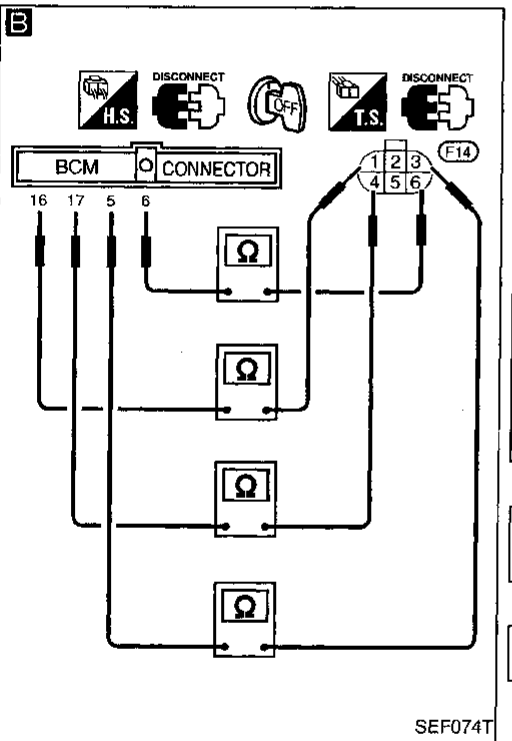 B
DISCONNECT
DISCONNECT
H.S.
OFF
T.S.
BCM
CONNECTOR
1 2 3
F14
4 5 6
16 17 5 6
Ω
Ω
Ω
Ω
SEF074T